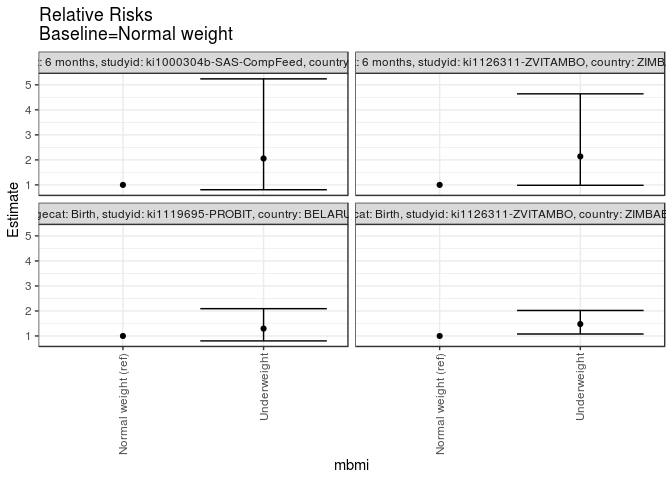 Relative Risks
Baseline=Normal weight
t: 6 months, studyid: ki1000304b-SAS-CompFeed, country
t: 6 months, studyid: ki1126311-ZVITAMBO, country: ZIMB
5
4
3
2
1
gecat: Birth, studyid: ki1119695-PROBIT, country: BELARU
cat: Birth, studyid: ki1126311-ZVITAMBO, country: ZIMBAB
5
4
3
2
1
Estimate
Normal weight (ref)
Underweight
Normal weight (ref)
Underweight
mbmi